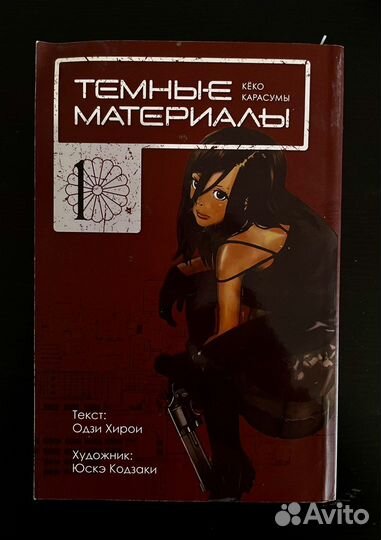 ТЕМНЫЕ
КЁКО
КАРАСУМЫ
МАТЕРИАЛЫ
1
Текст:
Одзи Хирои
Художник:
Юскэ Кодзаки
Avito